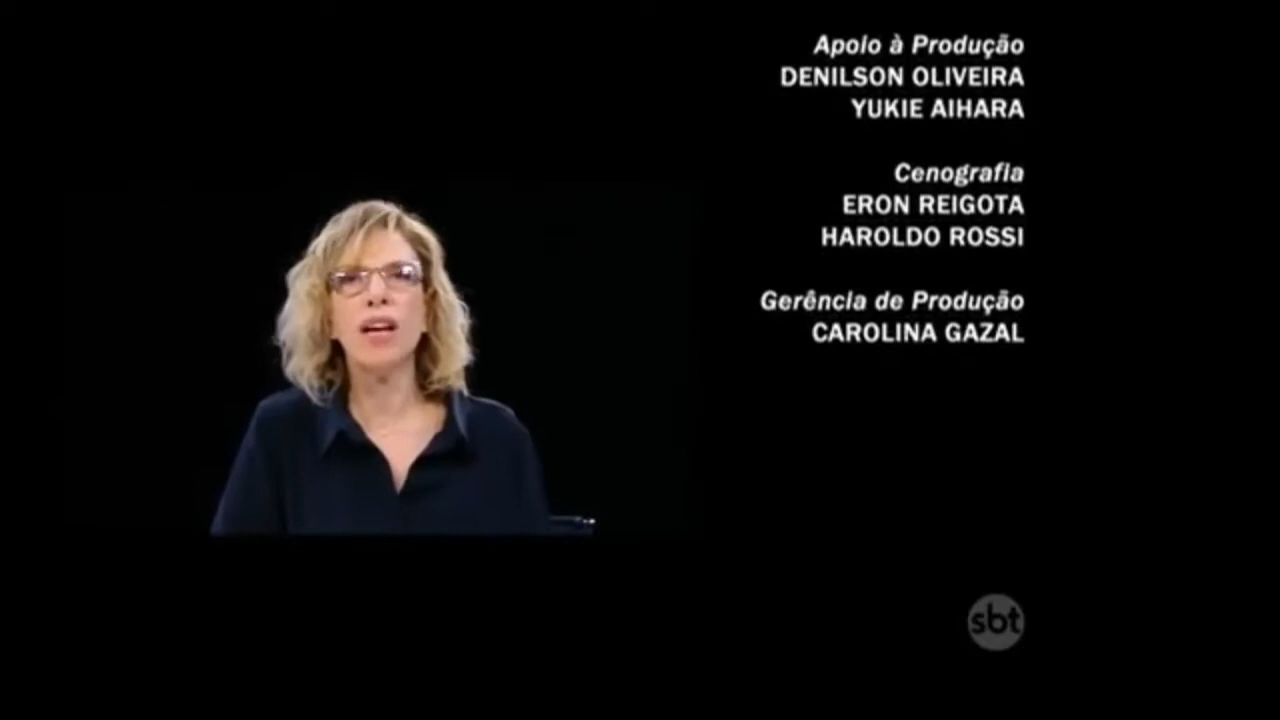 Apoio à Produção
DENILSON OLIVEIRA
YUKIE AIHARA
Cenografia
ERON REIGOTA
HAROLDO ROSSI
Gerência de Produção
CAROLINA GAZAL
sbt